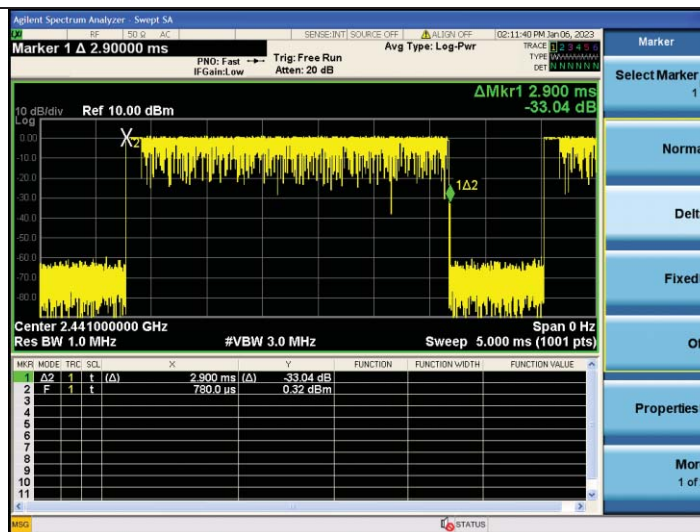 Agilent Spectrum Analyzer - Swept SA
RF 50 Ω AC SENSE:INT SOURCE OFF ALIGN OFF 02:11:40 PM Jan 06, 2023
Marker 1 Δ 2.90000 ms
PNO: Fast
IFGain:Low
Trig: Free Run
Atten: 20 dB
Avg Type: Log-Pwr
TRACE 1 2 3 4 5 6
TYPE
DET N N N N N N
ΔMkr1 2.900 ms
-33.04 dB
10 dB/div Ref 10.00 dBm
Log
0.00
-10.0
-20.0
-30.0
-40.0
-50.0
-60.0
-70.0
-80.0
X2
1Δ2
Center 2.441000000 GHz Span 0 Hz
Res BW 1.0 MHz #VBW 3.0 MHz Sweep 5.000 ms (1001 pts)
MKR MODE TRC SCL X Y FUNCTION FUNCTION WIDTH FUNCTION VALUE
1 Δ2 1 t (Δ) 2.900 ms (Δ) -33.04 dB
2 F 1 t 780.0 µs 0.32 dBm
3
4
5
6
7
8
9
10
11
MSG STATUS
Marker
Select Marker
1
Norma
Delt
Fixed
Of
Properties
Mor
1 of